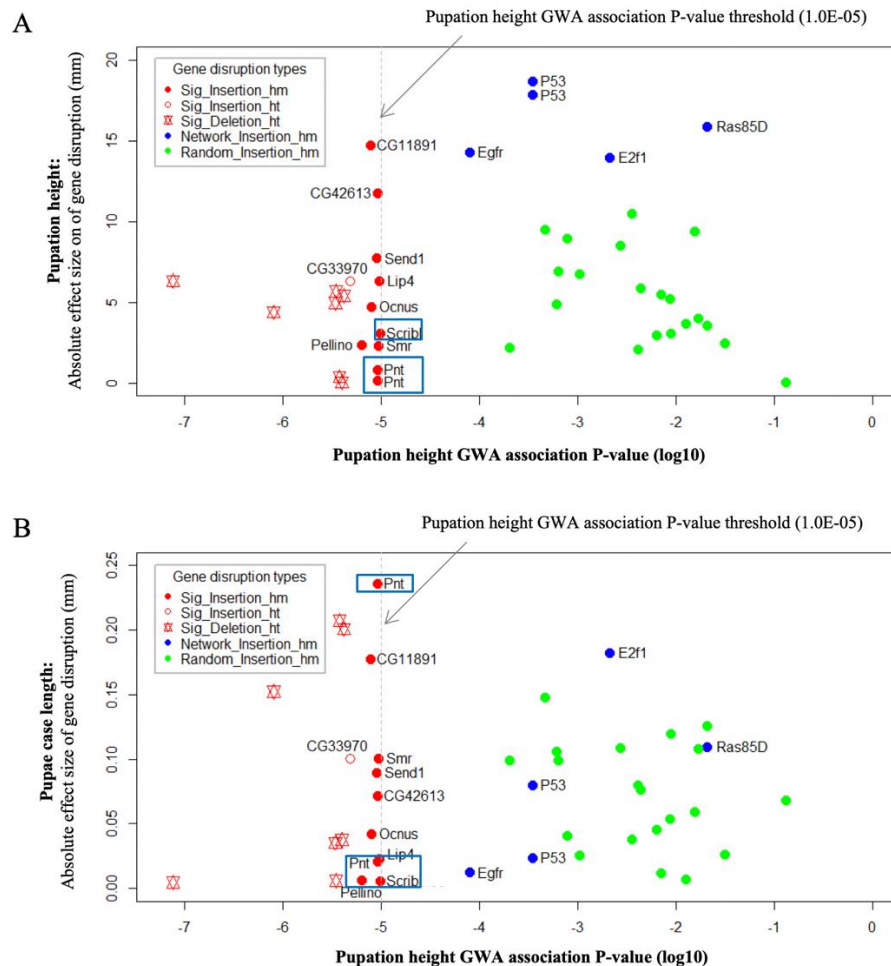 A
Pupation height GWA association P-value threshold (1.0E-05)
Pupation height:
Absolute effect size on of gene disruption (mm)
20
15
10
5
0
Gene disruption types
Sig_Insertion_hm
Sig_Insertion_ht
Sig_Deletion_ht
Network_Insertion_hm
Random_Insertion_hm
P53
P53
Ras85D
CG11891
Egfr
E2f1
CG42613
Send1
CG33970
Lip4
Ocnus
Scribl
Pellino
Smr
Pnt
Pnt
-7
-6
-5
-4
-3
-2
-1
0
Pupation height GWA association P-value (log10)
B
Pupation height GWA association P-value threshold (1.0E-05)
Pupae case length:
Absolute effect size of gene disruption (mm)
0.25
0.20
0.15
0.10
0.05
0.00
Gene disruption types
Sig_Insertion_hm
Sig_Insertion_ht
Sig_Deletion_ht
Network_Insertion_hm
Random_Insertion_hm
Pnt
E2f1
CG11891
CG33970
Smr
Ras85D
Send1
P53
CG42613
Ocnus
Lip4
Pnt
P53
Egfr
Scribl
Pellino
-7
-6
-5
-4
-3
-2
-1
0
Pupation height GWA association P-value (log10)